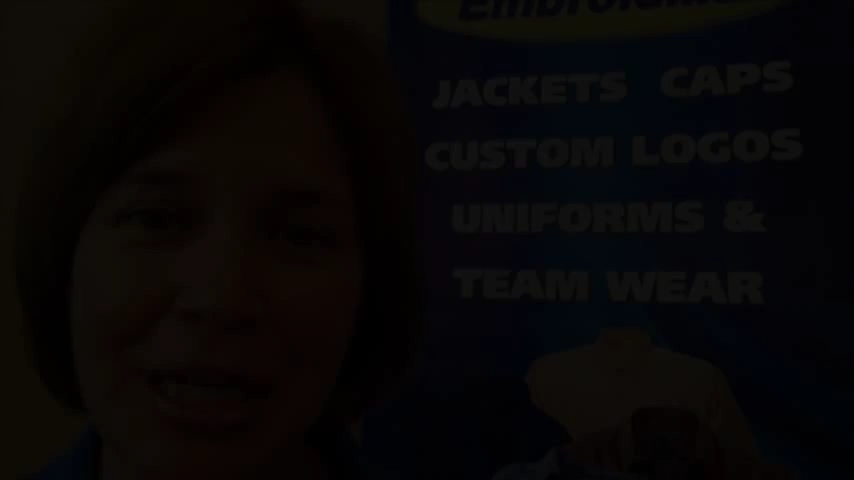 JACKETS CAPS
CUSTOM LOGOS
UNIFORMS &
TEAM WEAR